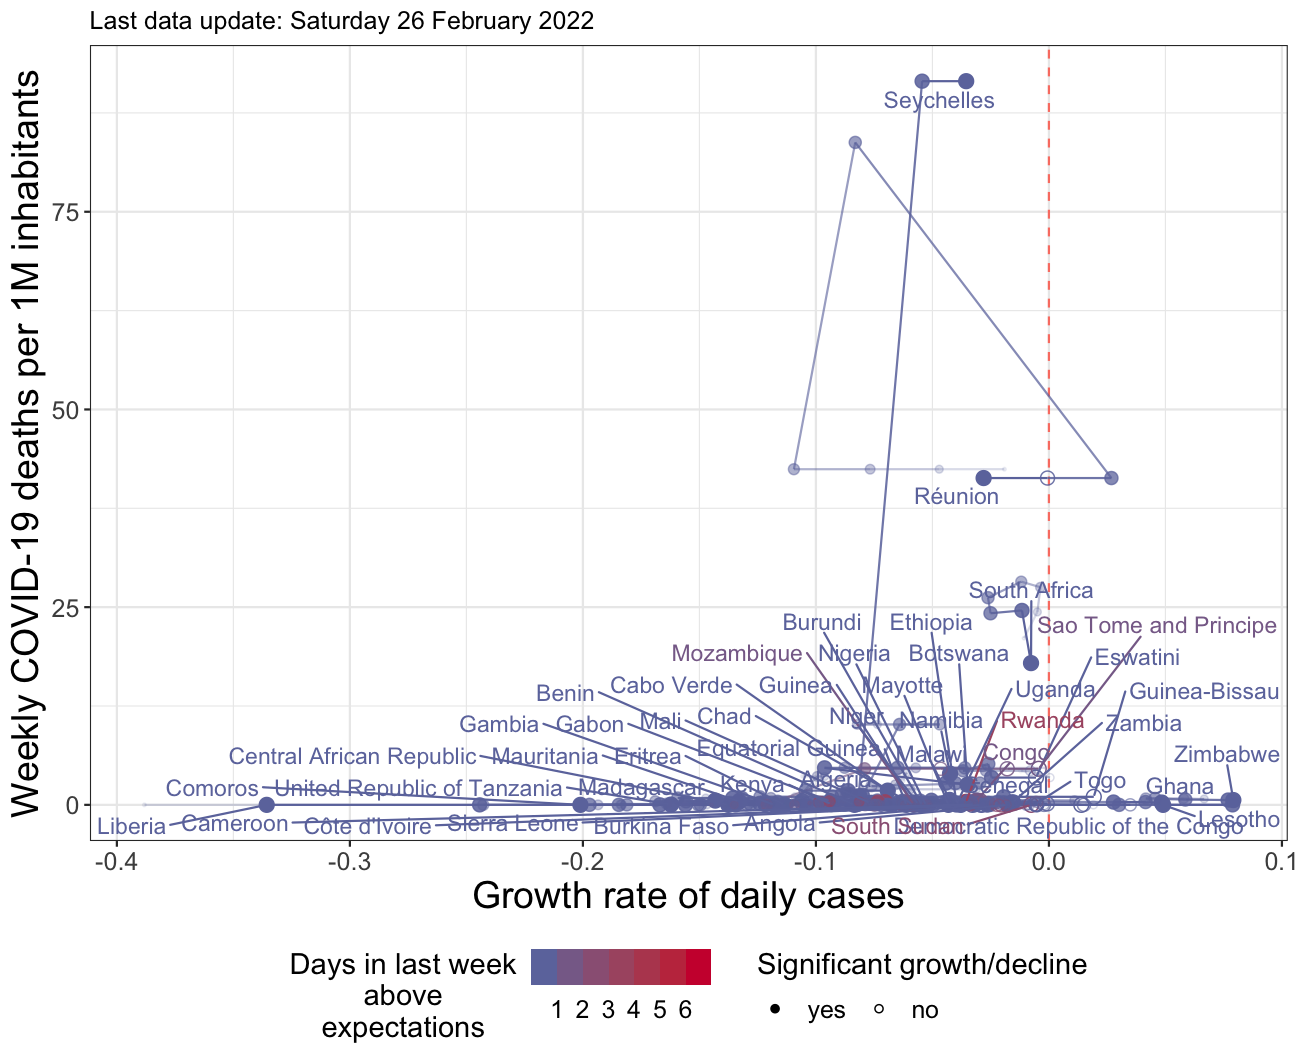 Last data update: Saturday 26 February 2022
Weekly COVID-19 deaths per 1M inhabitants
75
50
25
0
Seychelles
Réunion
South Africa
Burundi
Ethiopia
Sao Tome and Principe
Mozambique
Nigeria
Botswana
Eswatini
Benin
Cabo Verde
Guinea
Mayotte
Uganda
Guinea-Bissau
Gambia
Gabon
Mali
Chad
Niger
Namibia
Rwanda
Zambia
Central African Republic
Mauritania
Eritrea
Equatorial Guinea
Malawi
Congo
Zimbabwe
Comoros
United Republic of Tanzania
Madagascar
Kenya
Algeria
Senegal
Togo
Ghana
Liberia
Cameroon
Côte d'Ivoire
Sierra Leone
Burkina Faso
Angola
South Sudan
Democratic Republic of the Congo
Lesotho
-0.4
-0.3
-0.2
-0.1
0.0
0.1
Growth rate of daily cases
Days in last week
above
expectations
1 2 3 4 5 6
Significant growth/decline
yes
no